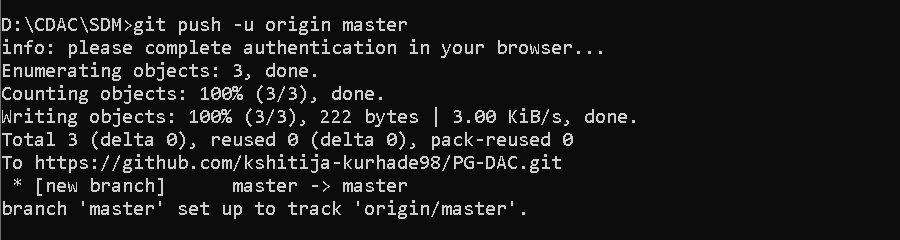 D:\CDAC\SDM>git push -u origin master
info: please complete authentication in your browser...
Enumerating objects: 3, done.
Counting objects: 100% (3/3), done.
Writing objects: 100% (3/3), 222 bytes | 3.00 KiB/s, done.
Total 3 (delta 0), reused 0 (delta 0), pack-reused 0
To https://github.com/kshitija-kurhade98/PG-DAC.git
 * [new branch]      master -> master
branch 'master' set up to track 'origin/master'.